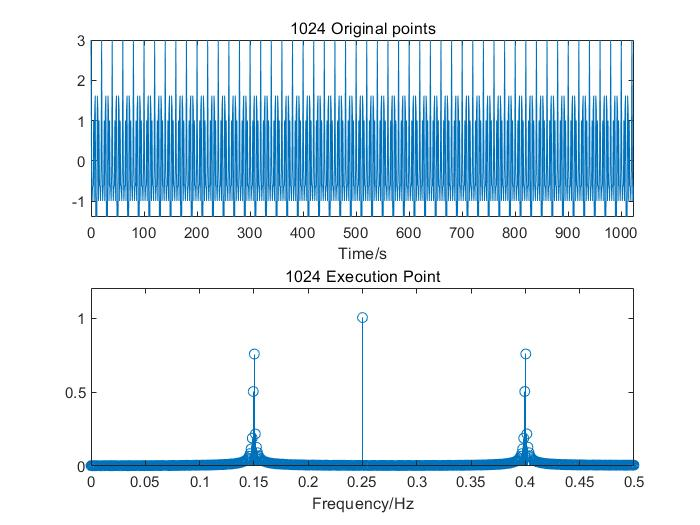 1024 Original points
3
2
1
0
-1
0 100 200 300 400 500 600 700 800 900 1000
Time/s
1024 Execution Point
1
0.5
0
0 0.05 0.1 0.15 0.2 0.25 0.3 0.35 0.4 0.45 0.5
Frequency/Hz